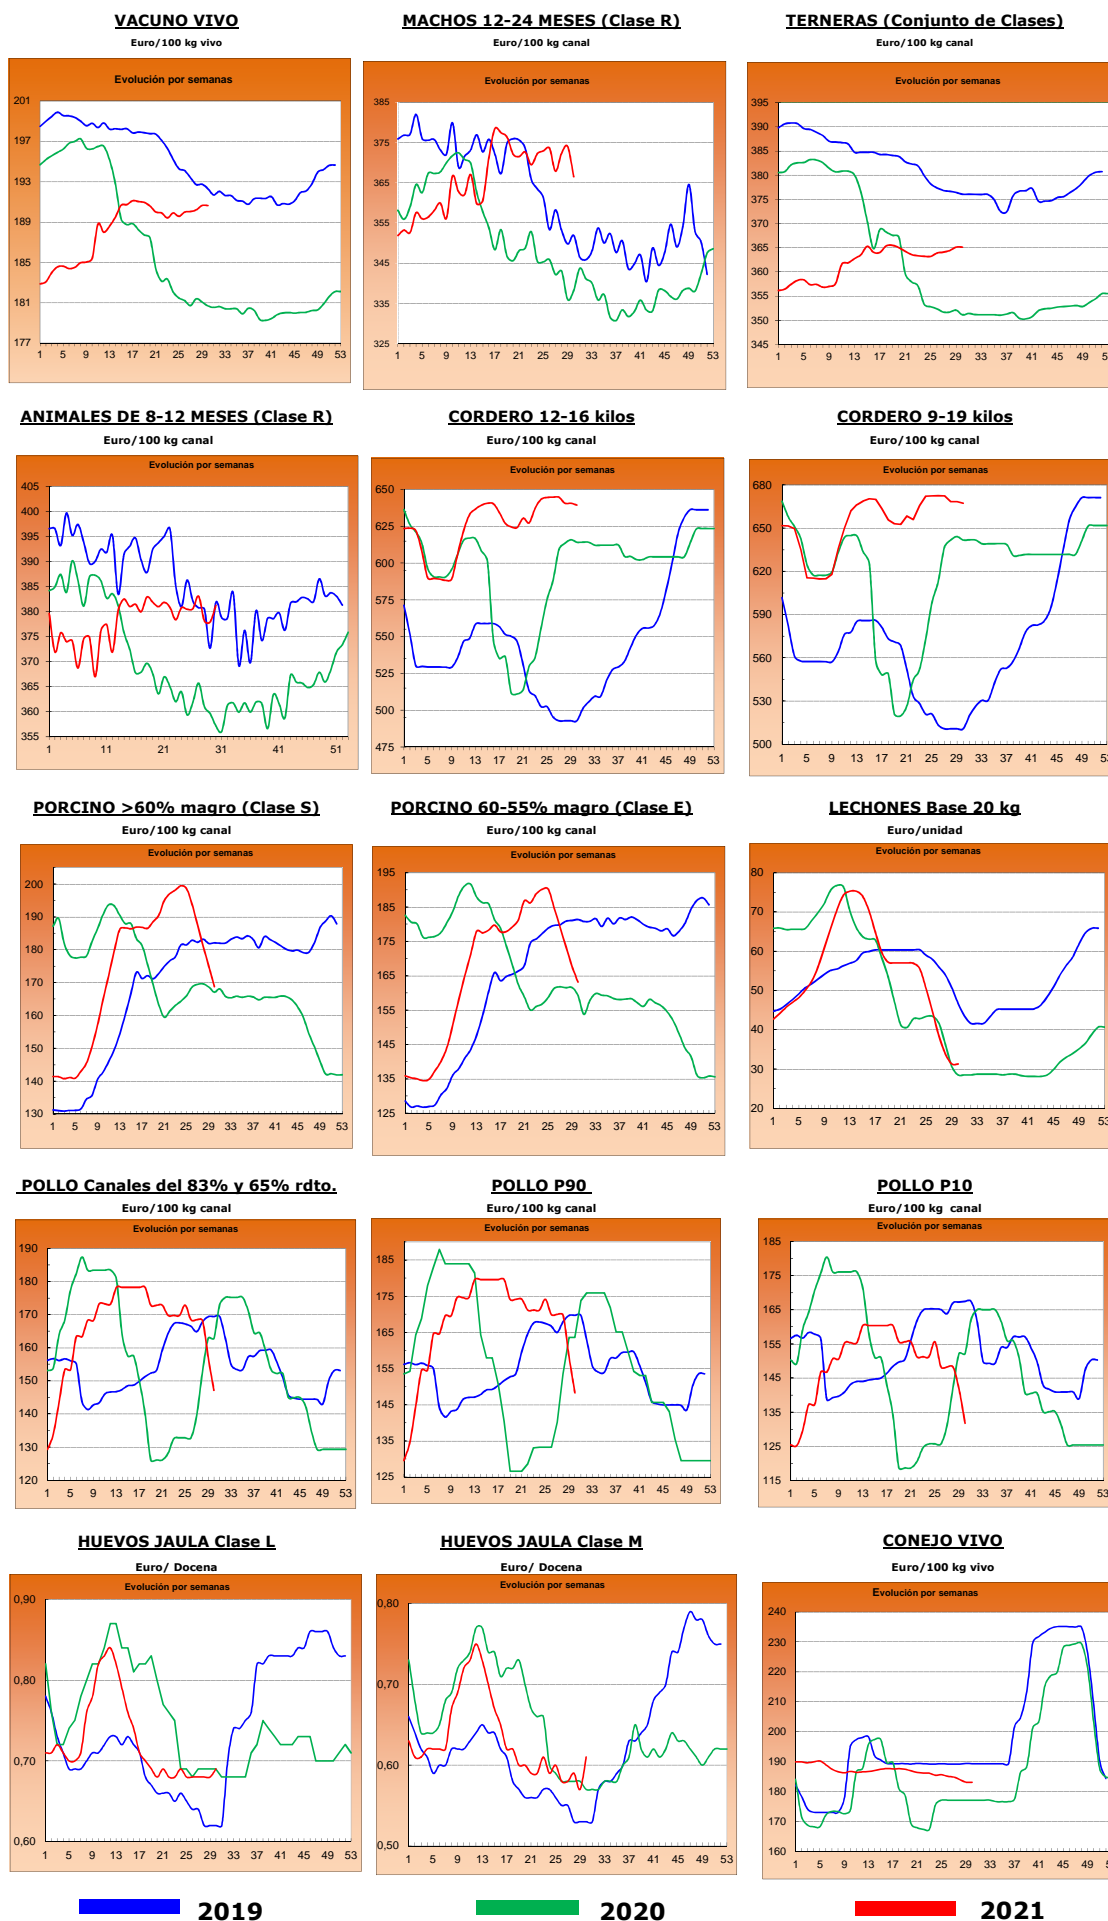 VACUNO VIVO
Euro/100 kg vivo
Evolución por semanas
201
197
193
189
185
181
177
1 5 9 13 17 21 25 29 33 37 41 45 49 53
MACHOS 12-24 MESES (Clase R)
Euro/100 kg canal
Evolución por semanas
385
375
365
355
345
335
325
1 5 9 13 17 21 25 29 33 37 41 45 49 53
TERNERAS (Conjunto de Clases)
Euro/100 kg canal
Evolución por semanas
395
390
385
380
375
370
365
360
355
350
345
1 5 9 13 17 21 25 29 33 37 41 45 49 53
ANIMALES DE 8-12 MESES (Clase R)
Euro/100 kg canal
Evolución por semanas
405
400
395
390
385
380
375
370
365
360
355
1 11 21 31 41 51
CORDERO 12-16 kilos
Euro/100 kg canal
Evolución por semanas
650
625
600
575
550
525
500
475
1 5 9 13 17 21 25 29 33 37 41 45 49 53
CORDERO 9-19 kilos
Euro/100 kg canal
Evolución por semanas
680
650
620
590
560
530
500
1 5 9 13 17 21 25 29 33 37 41 45 49 53
PORCINO >60% magro (Clase S)
Euro/100 kg canal
Evolución por semanas
200
190
180
170
160
150
140
130
1 5 9 13 17 21 25 29 33 37 41 45 49 53
PORCINO 60-55% magro (Clase E)
Euro/100 kg canal
Evolución por semanas
195
185
175
165
155
145
135
125
1 5 9 13 17 21 25 29 33 37 41 45 49 53
LECHONES Base 20 kg
Euro/unidad
Evolución por semanas
80
70
60
50
40
30
20
1 5 9 13 17 21 25 29 33 37 41 45 49 53
POLLO Canales del 83% y 65% rdto.
Euro/100 kg canal
Evolución por semanas
190
180
170
160
150
140
130
120
1 5 9 13 17 21 25 29 33 37 41 45 49 53
POLLO P90
Euro/100 kg canal
Evolución por semanas
185
175
165
155
145
135
125
1 5 9 13 17 21 25 29 33 37 41 45 49 53
POLLO P10
Euro/100 kg canal
Evolución por semanas
185
175
165
155
145
135
125
115
1 5 9 13 17 21 25 29 33 37 41 45 49 53
HUEVOS JAULA Clase L
Euro/ Docena
Evolución por semanas
0,90
0,80
0,70
0,60
1 5 9 13 17 21 25 29 33 37 41 45 49 53
HUEVOS JAULA Clase M
Euro/ Docena
Evolución por semanas
0,80
0,70
0,60
0,50
1 5 9 13 17 21 25 29 33 37 41 45 49 53
CONEJO VIVO
Euro/100 kg vivo
Evolución por semanas
240
230
220
210
200
190
180
170
160
1 5 9 13 17 21 25 29 33 37 41 45 49
2019
2020
2021